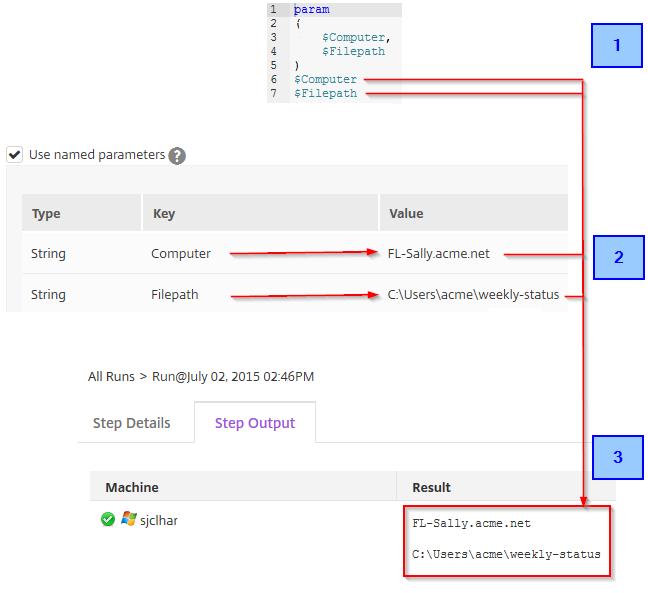 1 param
2 (
3 $Computer,
4 $Filepath
5 )
6 $Computer
7 $Filepath
1
Use named parameters ?
Type Key Value
String Computer FL-Sally.acme.net
2
String Filepath C:\Users\acme\weekly-status
All Runs > Run@July 02, 2015 02:46PM
Step Details Step Output
3
Machine Result
sjclhar FL-Sally.acme.net
C:\Users\acme\weekly-status